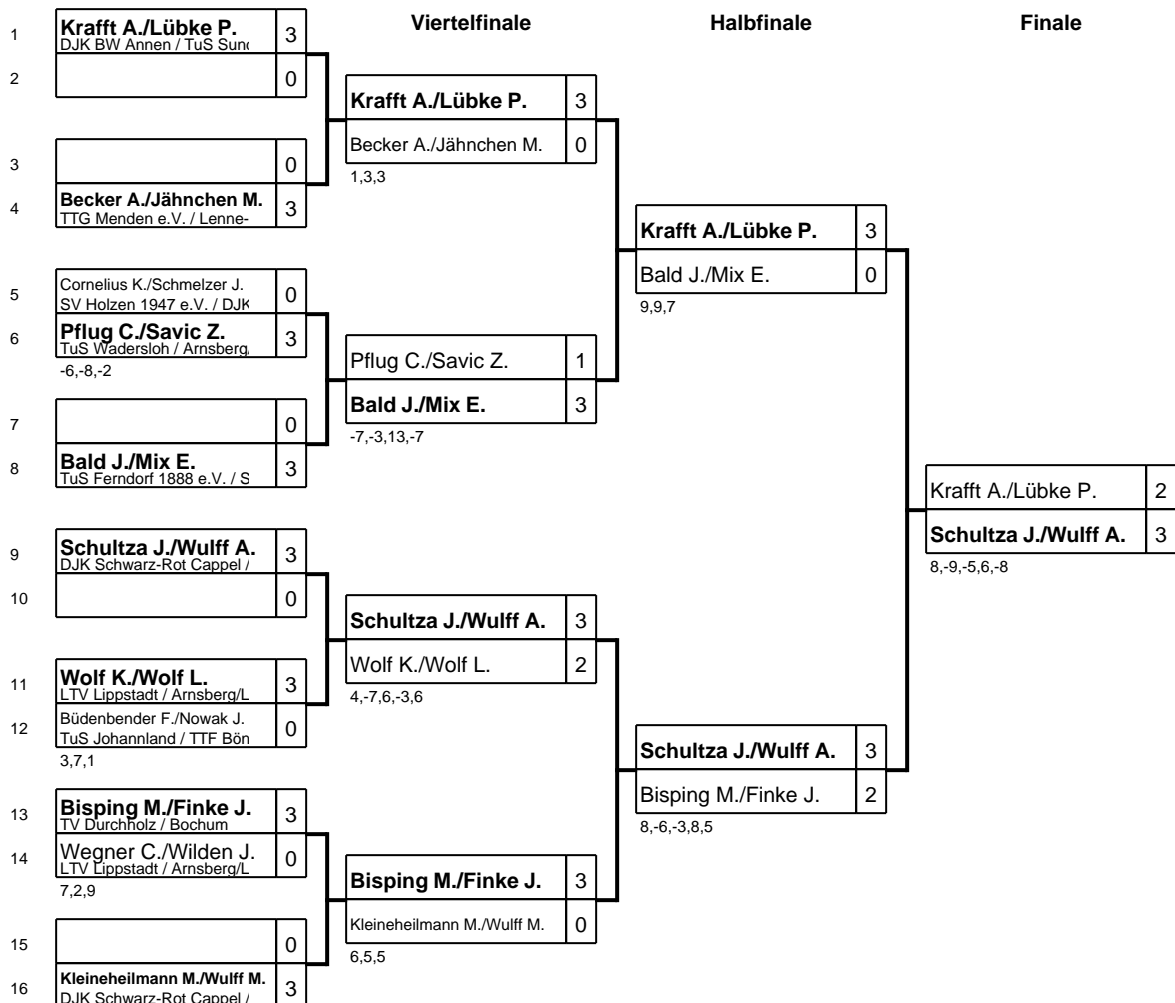 Viertelfinale
Halbfinale
Finale
1
Krafft A./Lübke P.
3
DJK BW Annen / TuS Sund
2
0
3
0
4
Becker A./Jähnchen M.
3
TTG Menden e.V. / Lenne-
5
Cornelius K./Schmelzer J.
0
SV Holzen 1947 e.V. / DJK
6
Pflug C./Savic Z.
3
TuS Wadersloh / Arnsberg/
-6,-8,-2
7
0
8
Bald J./Mix E.
3
TuS Ferndorf 1888 e.V. / S
9
Schultza J./Wulff A.
3
DJK Schwarz-Rot Cappel /
10
0
11
Wolf K./Wolf L.
3
LTV Lippstadt / Arnsberg/L
12
Büdenbender F./Nowak J.
0
TuS Johannland / TTF Bön
3,7,1
13
Bisping M./Finke J.
3
TV Durchholz / Bochum
14
Wegner C./Wilden J.
0
LTV Lippstadt / Arnsberg/L
7,2,9
15
0
16
Kleineheilmann M./Wulff M.
3
DJK Schwarz-Rot Cappel /
Krafft A./Lübke P.
3
Becker A./Jähnchen M.
0
1,3,3
Pflug C./Savic Z.
1
Bald J./Mix E.
3
-7,-3,13,-7
Schultza J./Wulff A.
3
Wolf K./Wolf L.
2
4,-7,6,-3,6
Bisping M./Finke J.
3
Kleineheilmann M./Wulff M.
0
6,5,5
Krafft A./Lübke P.
3
Bald J./Mix E.
0
9,9,7
Schultza J./Wulff A.
3
Bisping M./Finke J.
2
8,-6,-3,8,5
Krafft A./Lübke P.
2
Schultza J./Wulff A.
3
8,-9,-5,6,-8